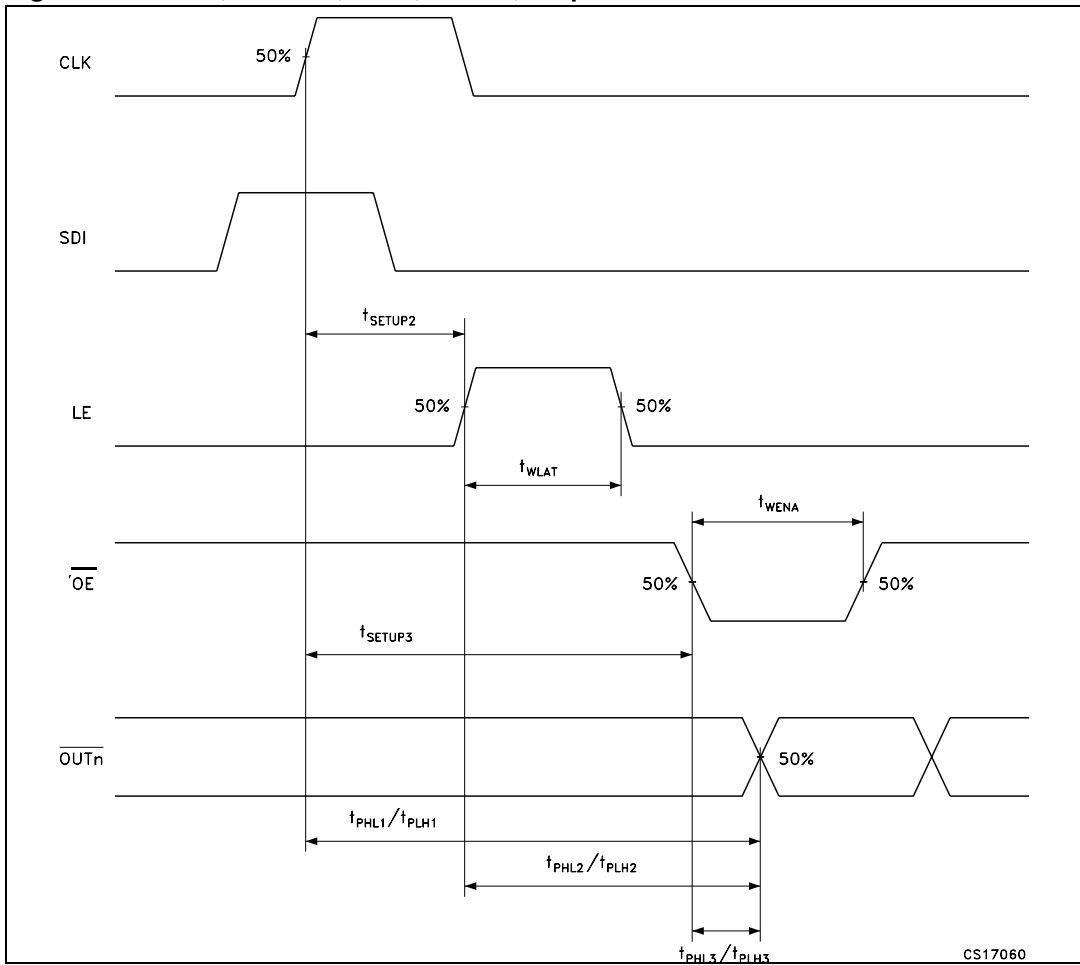 CLK
50%
SDI
tSETUP2
LE
50%
50%
tWLAT
tWENA
OE
50%
50%
tSETUP3
OUTn
50%
tPHL1/tPLH1
tPHL2/tPLH2
tPHL3/tPLH3
CS17060